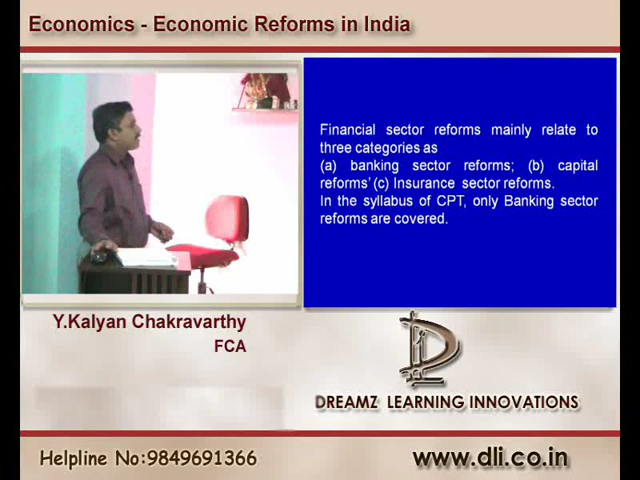 Economics - Economic Reforms in India
Financial sector reforms mainly relate to
three categories as
(a) banking sector reforms; (b) capital
reforms' (c) Insurance sector reforms.
In the syllabus of CPT, only Banking sector
reforms are covered.
Y.Kalyan Chakravarthy
FCA
DREAMZ LEARNING INNOVATIONS
Helpline No:9849691366
www.dli.co.in